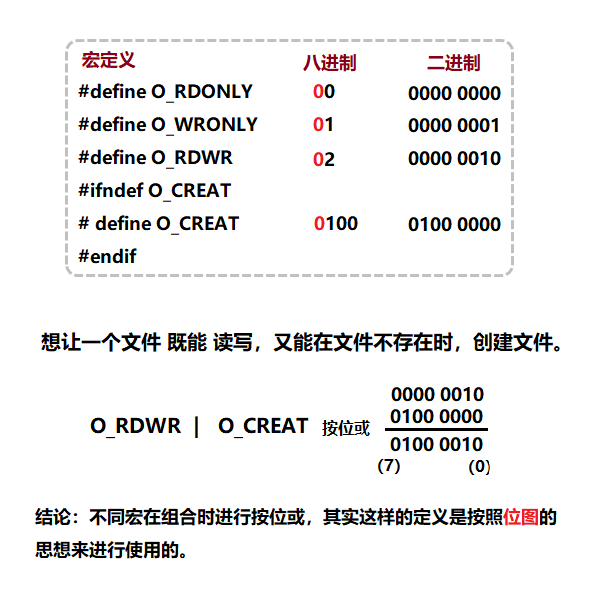 宏定义 八进制 二进制
#define O_RDONLY 00 0000 0000
#define O_WRONLY 01 0000 0001
#define O_RDWR 02 0000 0010
#ifndef O_CREAT
# define O_CREAT 0100 0100 0000
#endif
想让一个文件 既能 读写，又能在文件不存在时，创建文件。
0000 0010
O_RDWR | O_CREAT 按位或 0100 0000
0100 0010
(7) (0)
结论：不同宏在组合时进行按位或，其实这样的定义是按照位图的
思想来进行使用的。